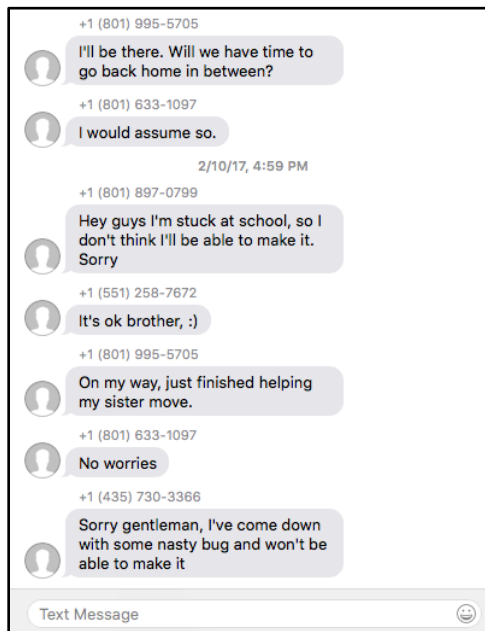 +1 (801) 995-5705
I'll be there. Will we have time to
go back home in between?
+1 (801) 633-1097
I would assume so.
2/10/17, 4:59 PM
+1 (801) 897-0799
Hey guys I'm stuck at school, so I
don't think I'll be able to make it.
Sorry
+1 (551) 258-7672
It's ok brother, :)
+1 (801) 995-5705
On my way, just finished helping
my sister move.
+1 (801) 633-1097
No worries
+1 (435) 730-3366
Sorry gentleman, I've come down
with some nasty bug and won't be
able to make it
Text Message